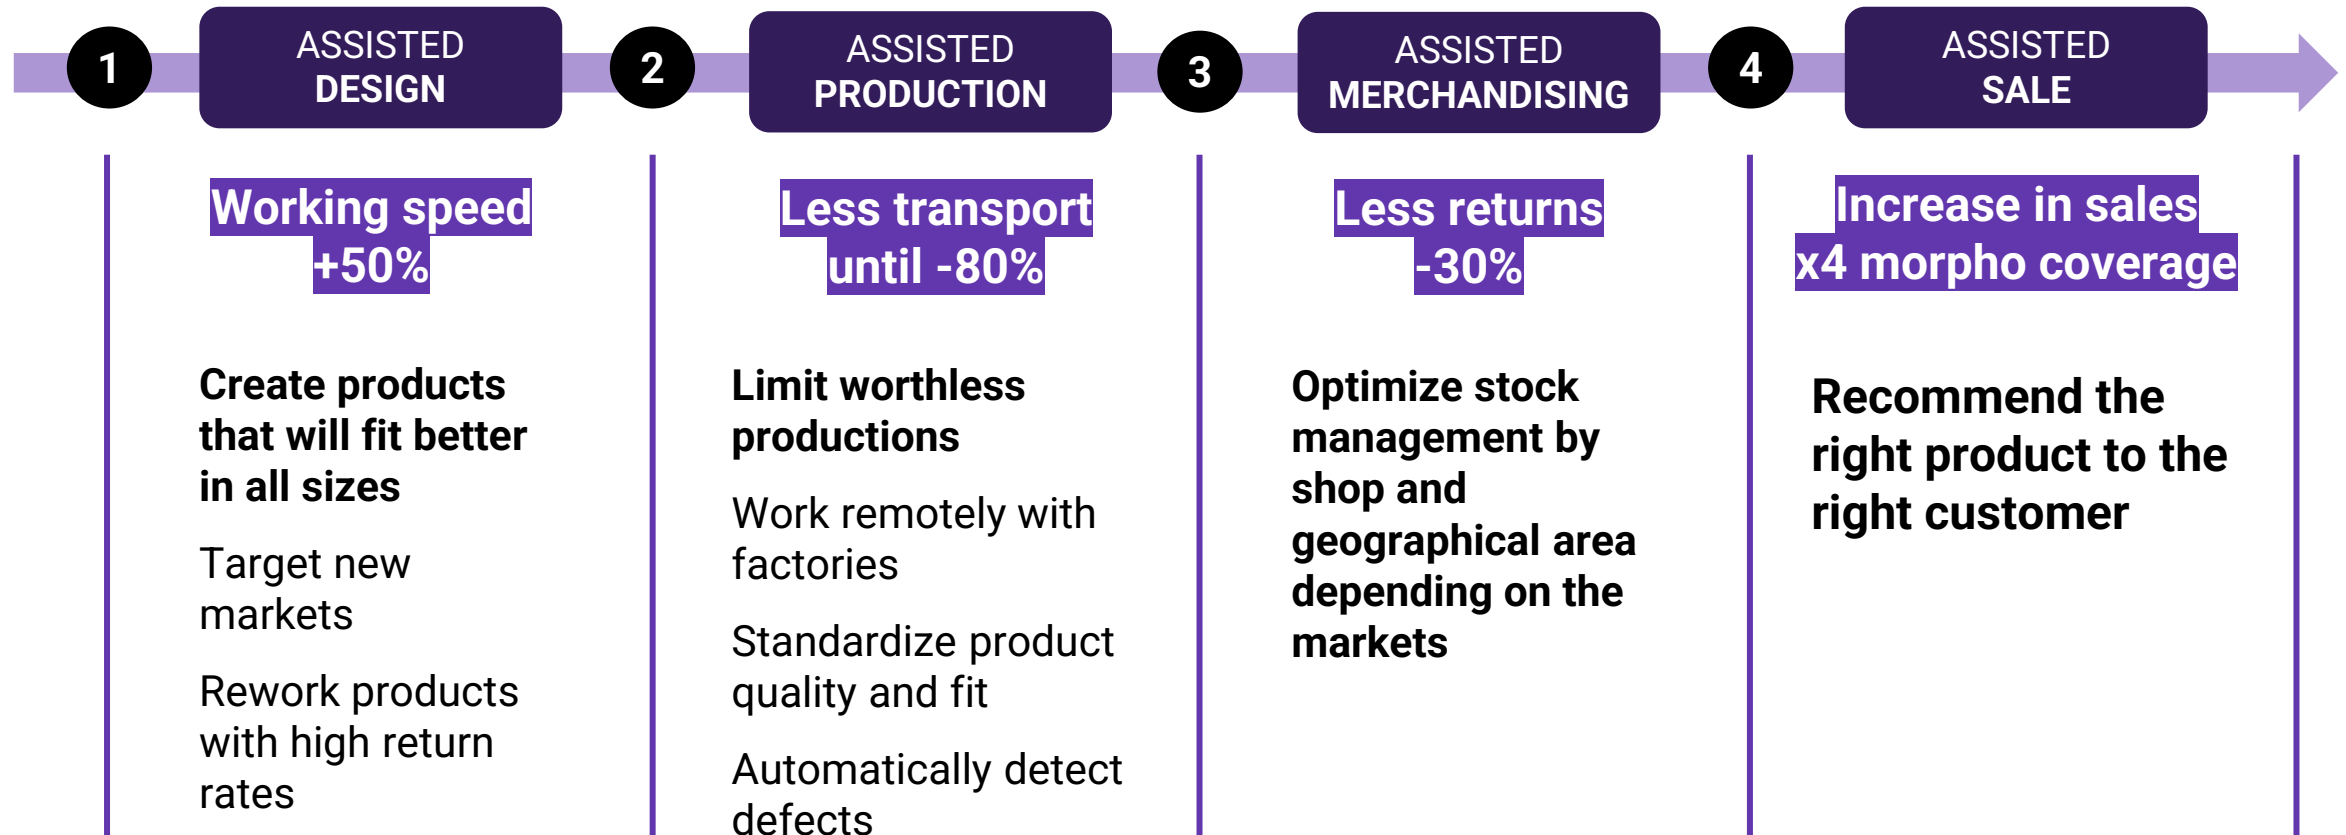 1
ASSISTED
DESIGN
Working speed
+50%
Create products
that will fit better
in all sizes
Target new
markets
Rework products
with high return
rates
2
ASSISTED
PRODUCTION
Less transport
until -80%
Limit worthless
productions
Work remotely with
factories
Standardize product
quality and fit
Automatically detect
defects
3
ASSISTED
MERCHANDISING
Less returns
-30%
Optimize stock
management by
shop and
geographical area
depending on the
markets
4
ASSISTED
SALE
Increase in sales
x4 morpho coverage
Recommend the
right product to the
right customer